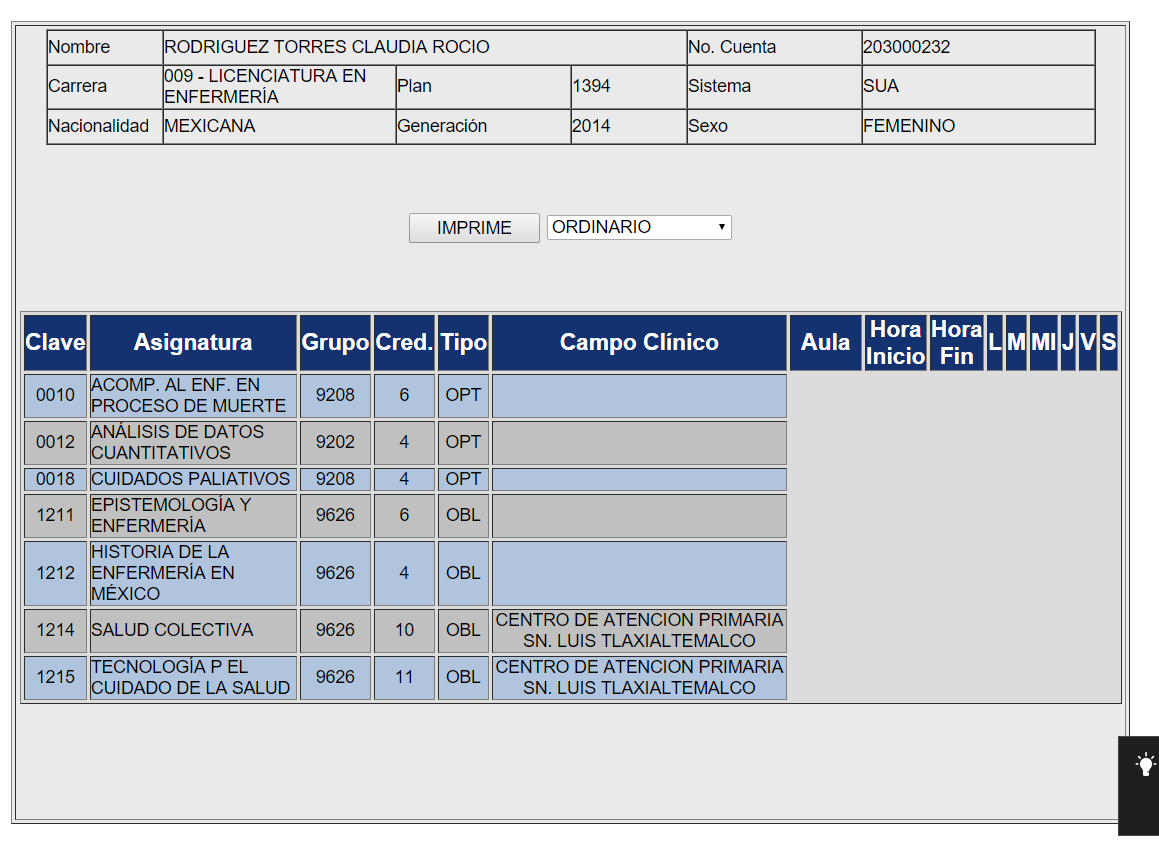 Nombre RODRIGUEZ TORRES CLAUDIA ROCIO No. Cuenta 203000232
Carrera 009 - LICENCIATURA EN ENFERMERÍA Plan 1394 Sistema SUA
Nacionalidad MEXICANA Generación 2014 Sexo FEMENINO
IMPRIME ORDINARIO
Clave Asignatura Grupo Cred. Tipo Campo Clínico Aula Hora Inicio Hora Fin L M MI J V S
0010 ACOMP. AL ENF. EN PROCESO DE MUERTE 9208 6 OPT
0012 ANÁLISIS DE DATOS CUANTITATIVOS 9202 4 OPT
0018 CUIDADOS PALIATIVOS 9208 4 OPT
1211 EPISTEMOLOGÍA Y ENFERMERÍA 9626 6 OBL
1212 HISTORIA DE LA ENFERMERÍA EN MÉXICO 9626 4 OBL
1214 SALUD COLECTIVA 9626 10 OBL CENTRO DE ATENCION PRIMARIA SN. LUIS TLAXIALTEMALCO
1215 TECNOLOGÍA P EL CUIDADO DE LA SALUD 9626 11 OBL CENTRO DE ATENCION PRIMARIA SN. LUIS TLAXIALTEMALCO